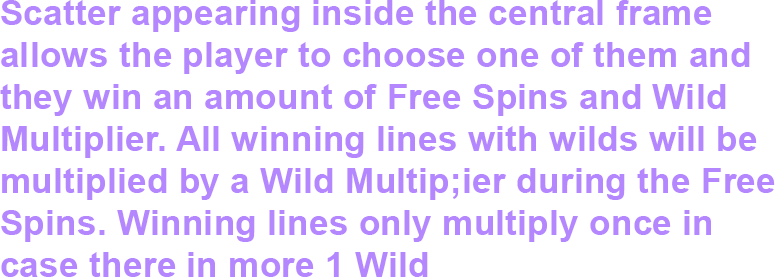 Scatter appearing inside the central frame
allows the player to choose one of them and
they win an amount of Free Spins and Wild
Multiplier. All winning lines with wilds will be
multiplied by a Wild Multip;ier during the Free
Spins. Winning lines only multiply once in
case there in more 1 Wild